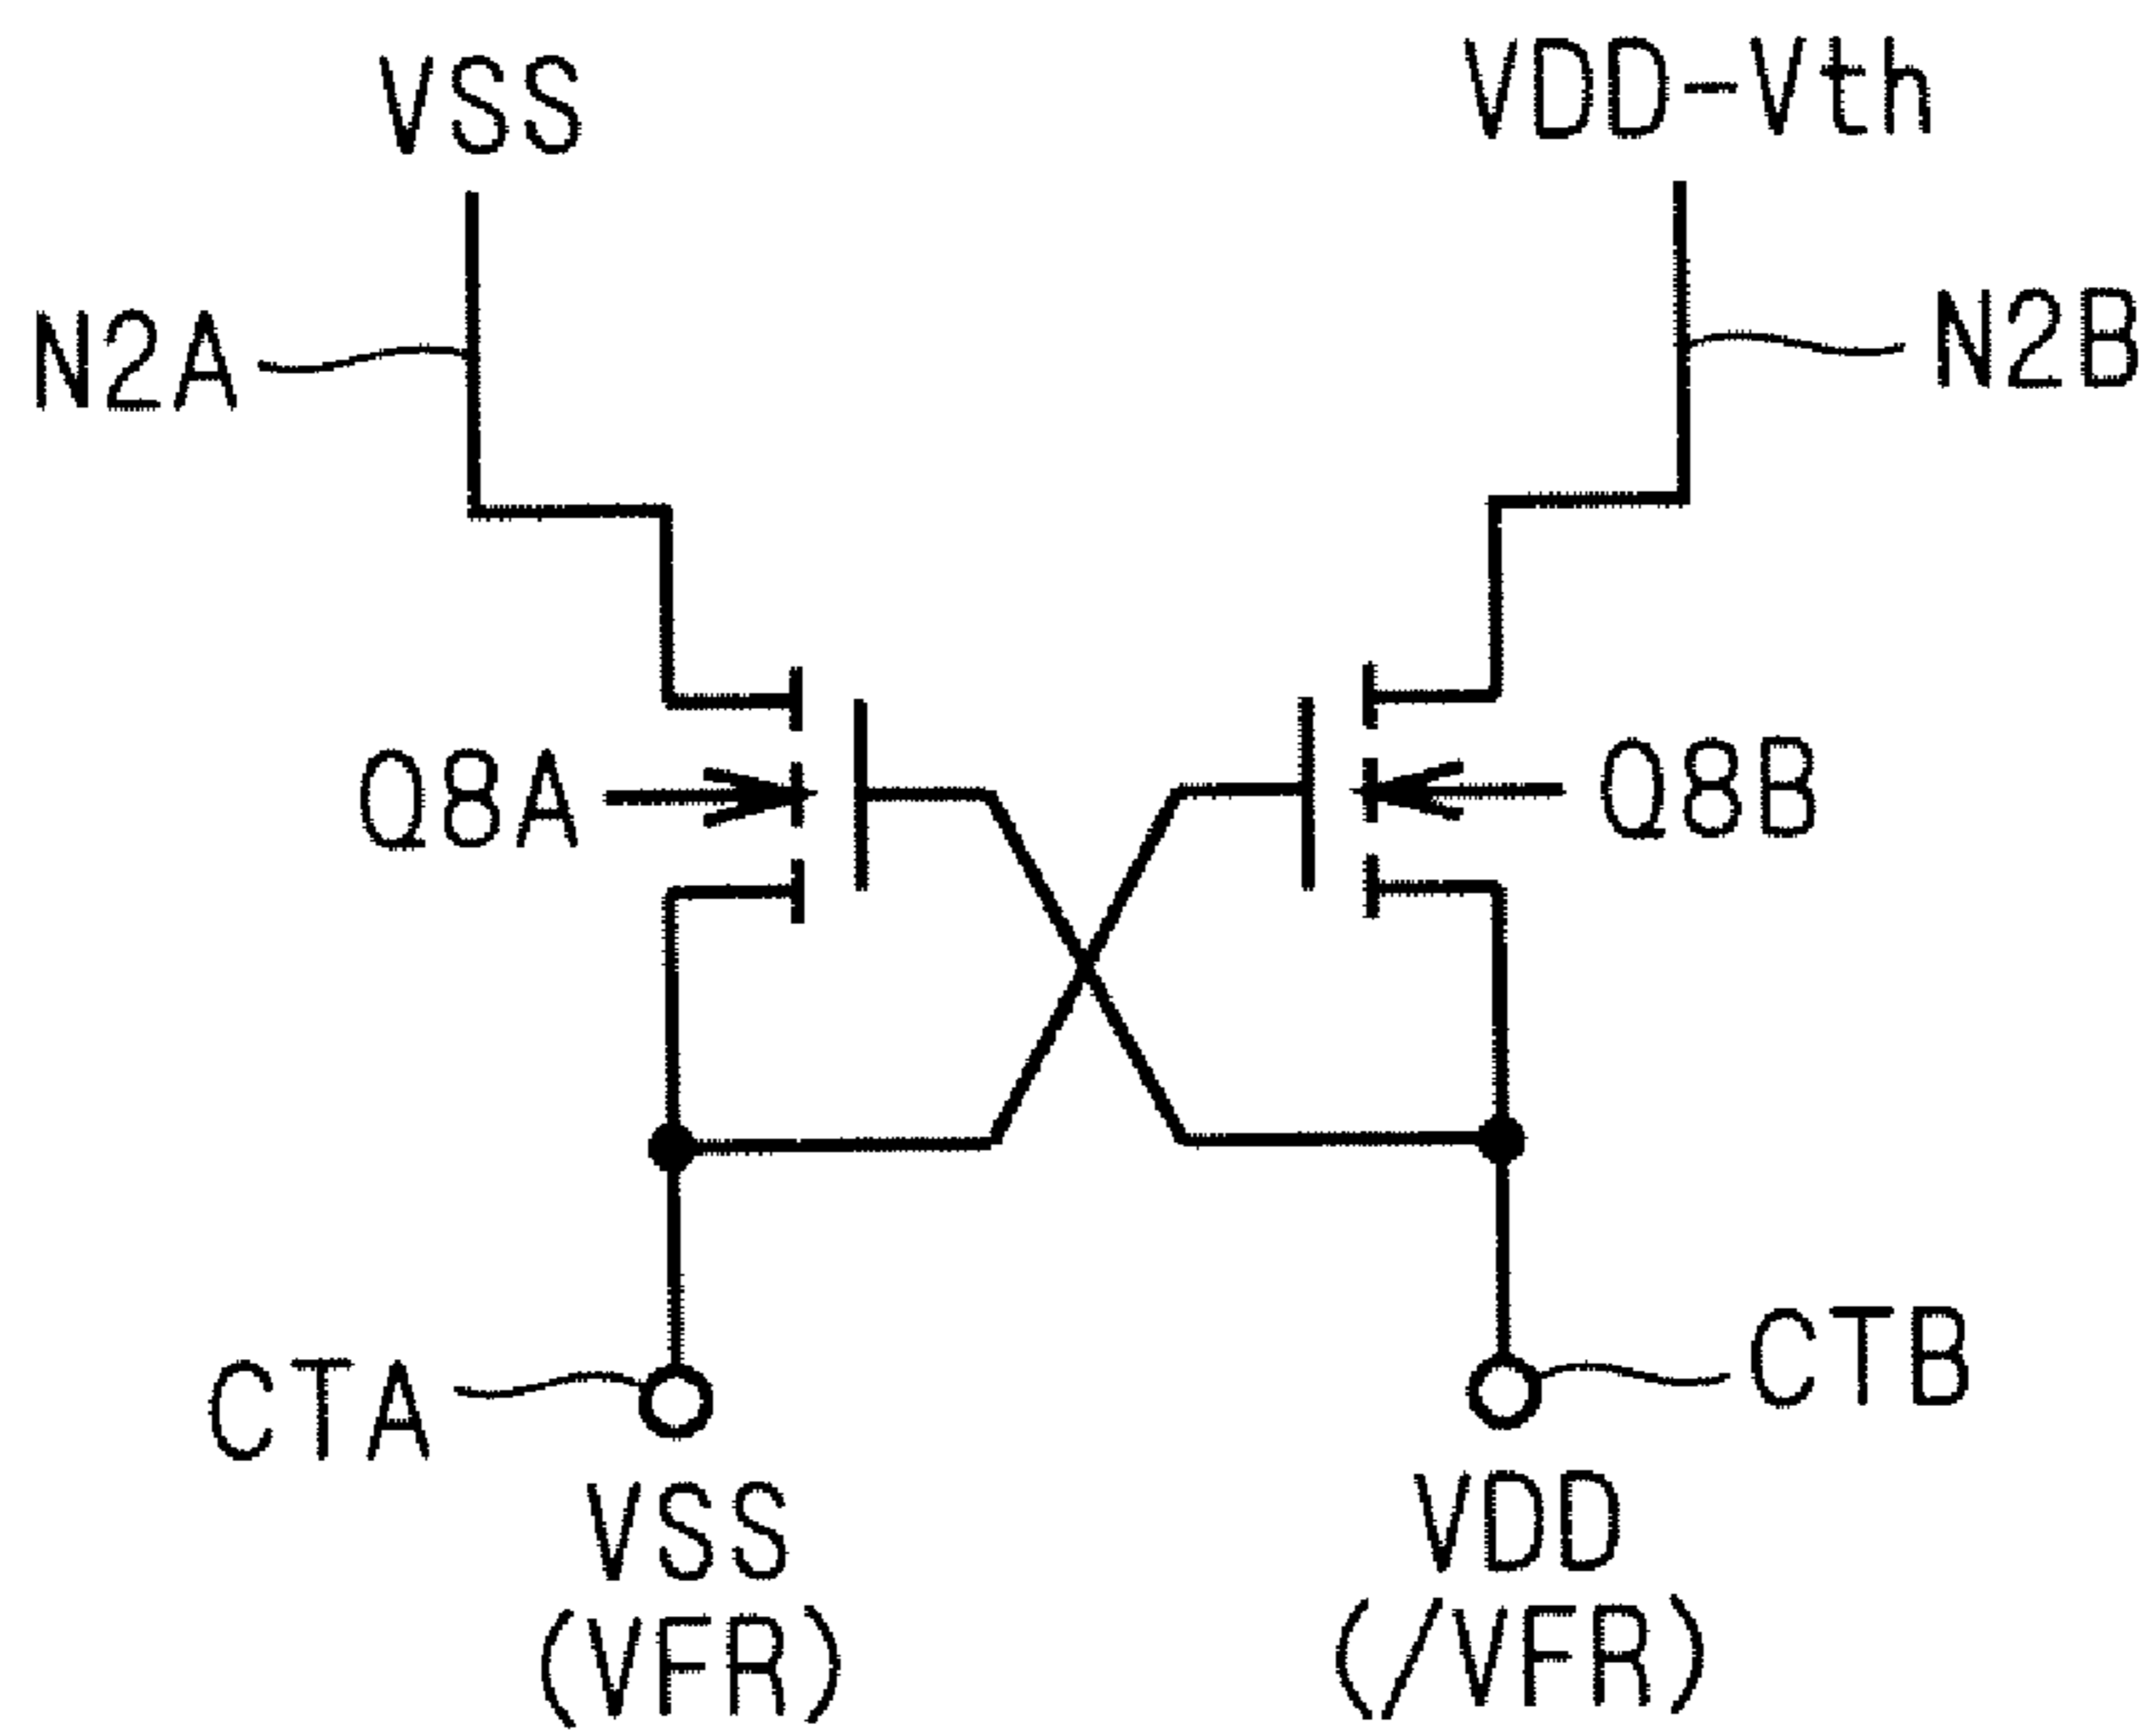 VSS
VDD-Vth
N2A
N2B
Q8A
Q8B
CTA
CTB
VSS
(VFR)
VDD
(/VFR)